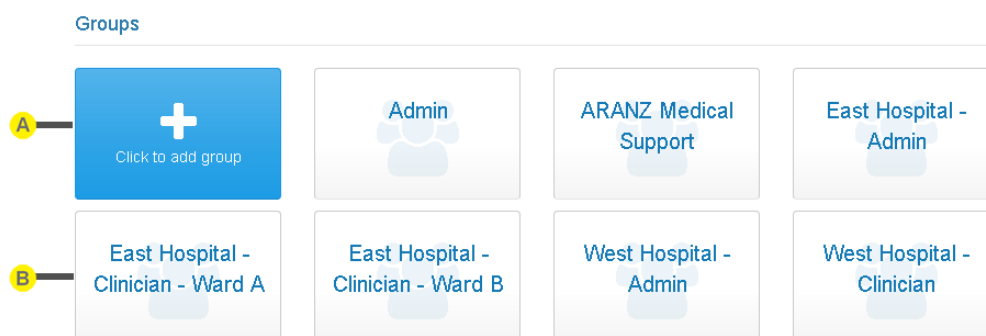 Groups
A
Click to add group
Admin
ARANZ Medical
Support
East Hospital -
Admin
B
East Hospital -
Clinician - Ward A
East Hospital -
Clinician - Ward B
West Hospital -
Admin
West Hospital -
Clinician